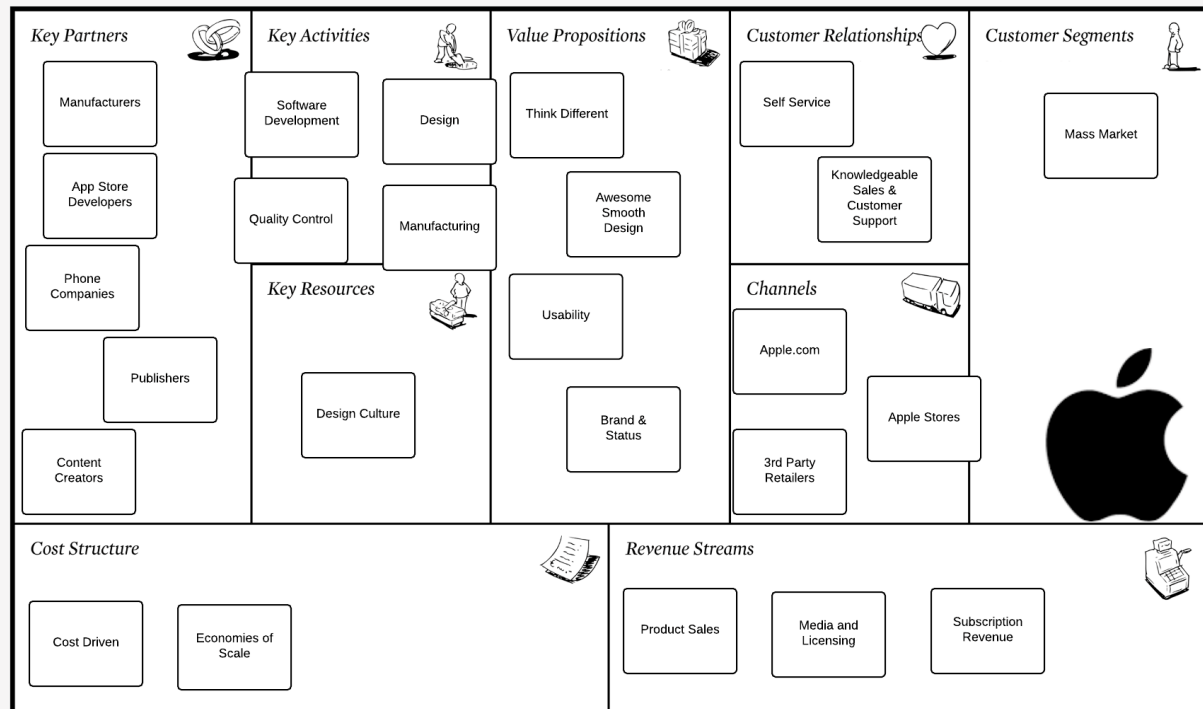 Key Partners
Manufacturers
App Store
Developers
Phone
Companies
Publishers
Content
Creators
Key Activities
Software
Development
Design
Quality Control
Manufacturing
Key Resources
Design Culture
Value Propositions
Think Different
Awesome
Smooth
Design
Usability
Brand &
Status
Customer Relationships
Self Service
Knowledgeable
Sales &
Customer
Support
Channels
Apple.com
Apple Stores
3rd Party
Retailers
Customer Segments
Mass Market
Cost Structure
Cost Driven
Economies of
Scale
Revenue Streams
Product Sales
Media and
Licensing
Subscription
Revenue